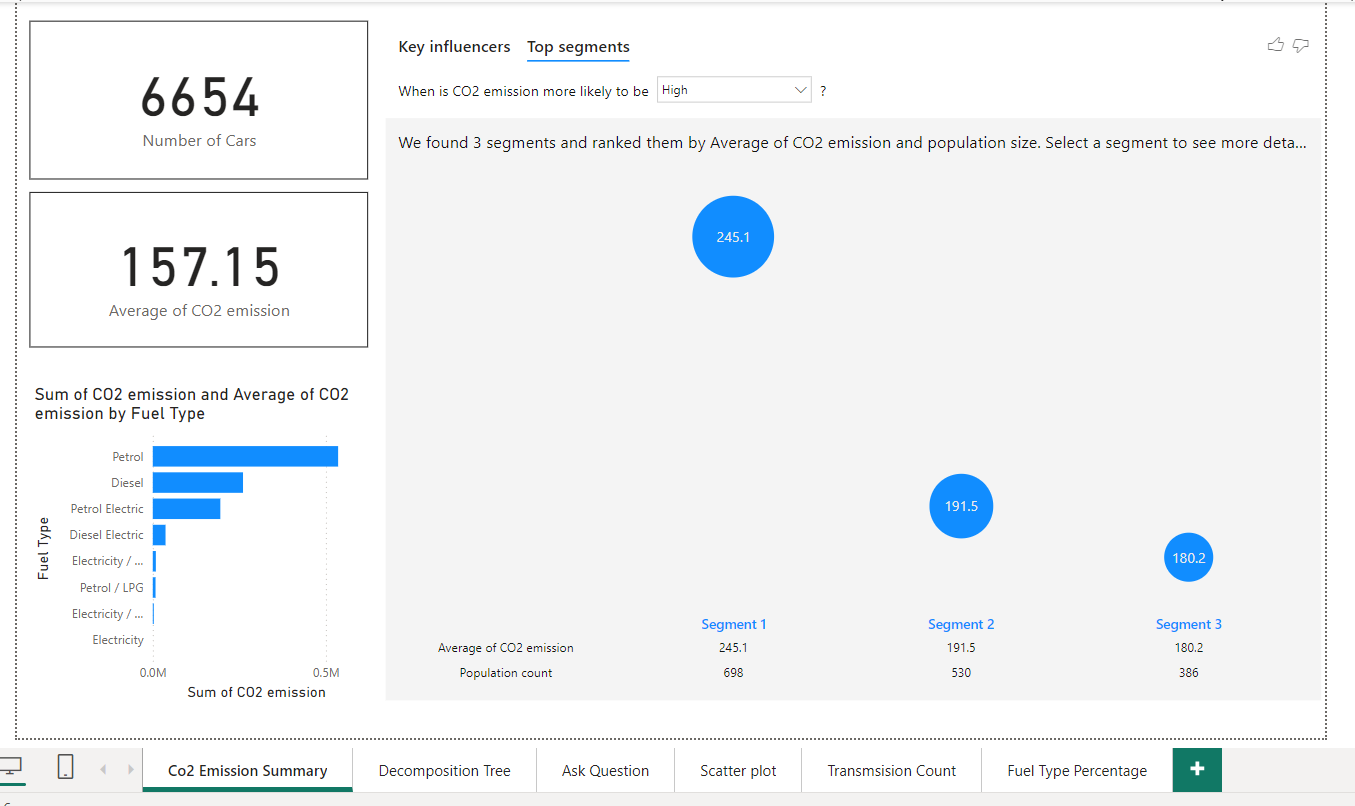 6654
Number of Cars
157.15
Average of CO2 emission
Sum of CO2 emission and Average of CO2
emission by Fuel Type
Fuel Type
Petrol
Diesel
Petrol Electric
Diesel Electric
Electricity / ...
Petrol / LPG
Electricity / ...
Electricity
0.0M 0.5M
Sum of CO2 emission
Key influencers Top segments
When is CO2 emission more likely to be High ?
We found 3 segments and ranked them by Average of CO2 emission and population size. Select a segment to see more deta...
245.1
191.5
180.2
Segment 1 Segment 2 Segment 3
Average of CO2 emission 245.1 191.5 180.2
Population count 698 530 386
Co2 Emission Summary Decomposition Tree Ask Question Scatter plot Transmsision Count Fuel Type Percentage +